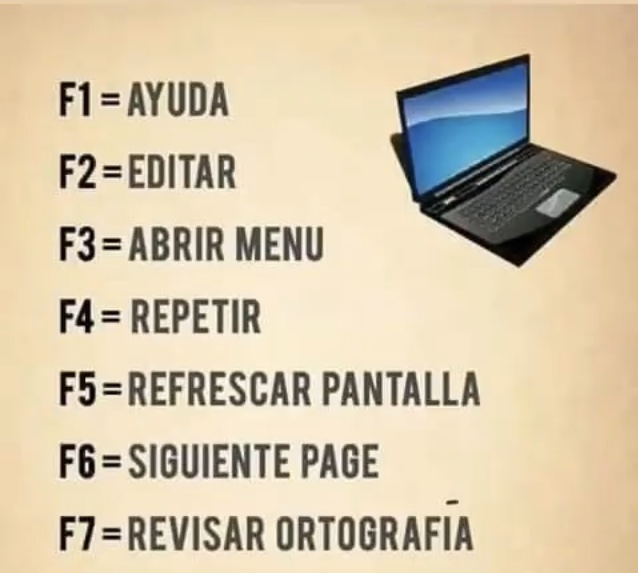 F1 = AYUDA
F2 = EDITAR
F3 = ABRIR MENU
F4 = REPETIR
F5 = REFRESCAR PANTALLA
F6 = SIGUIENTE PAGE
F7 = REVISAR ORTOGRAFÍA